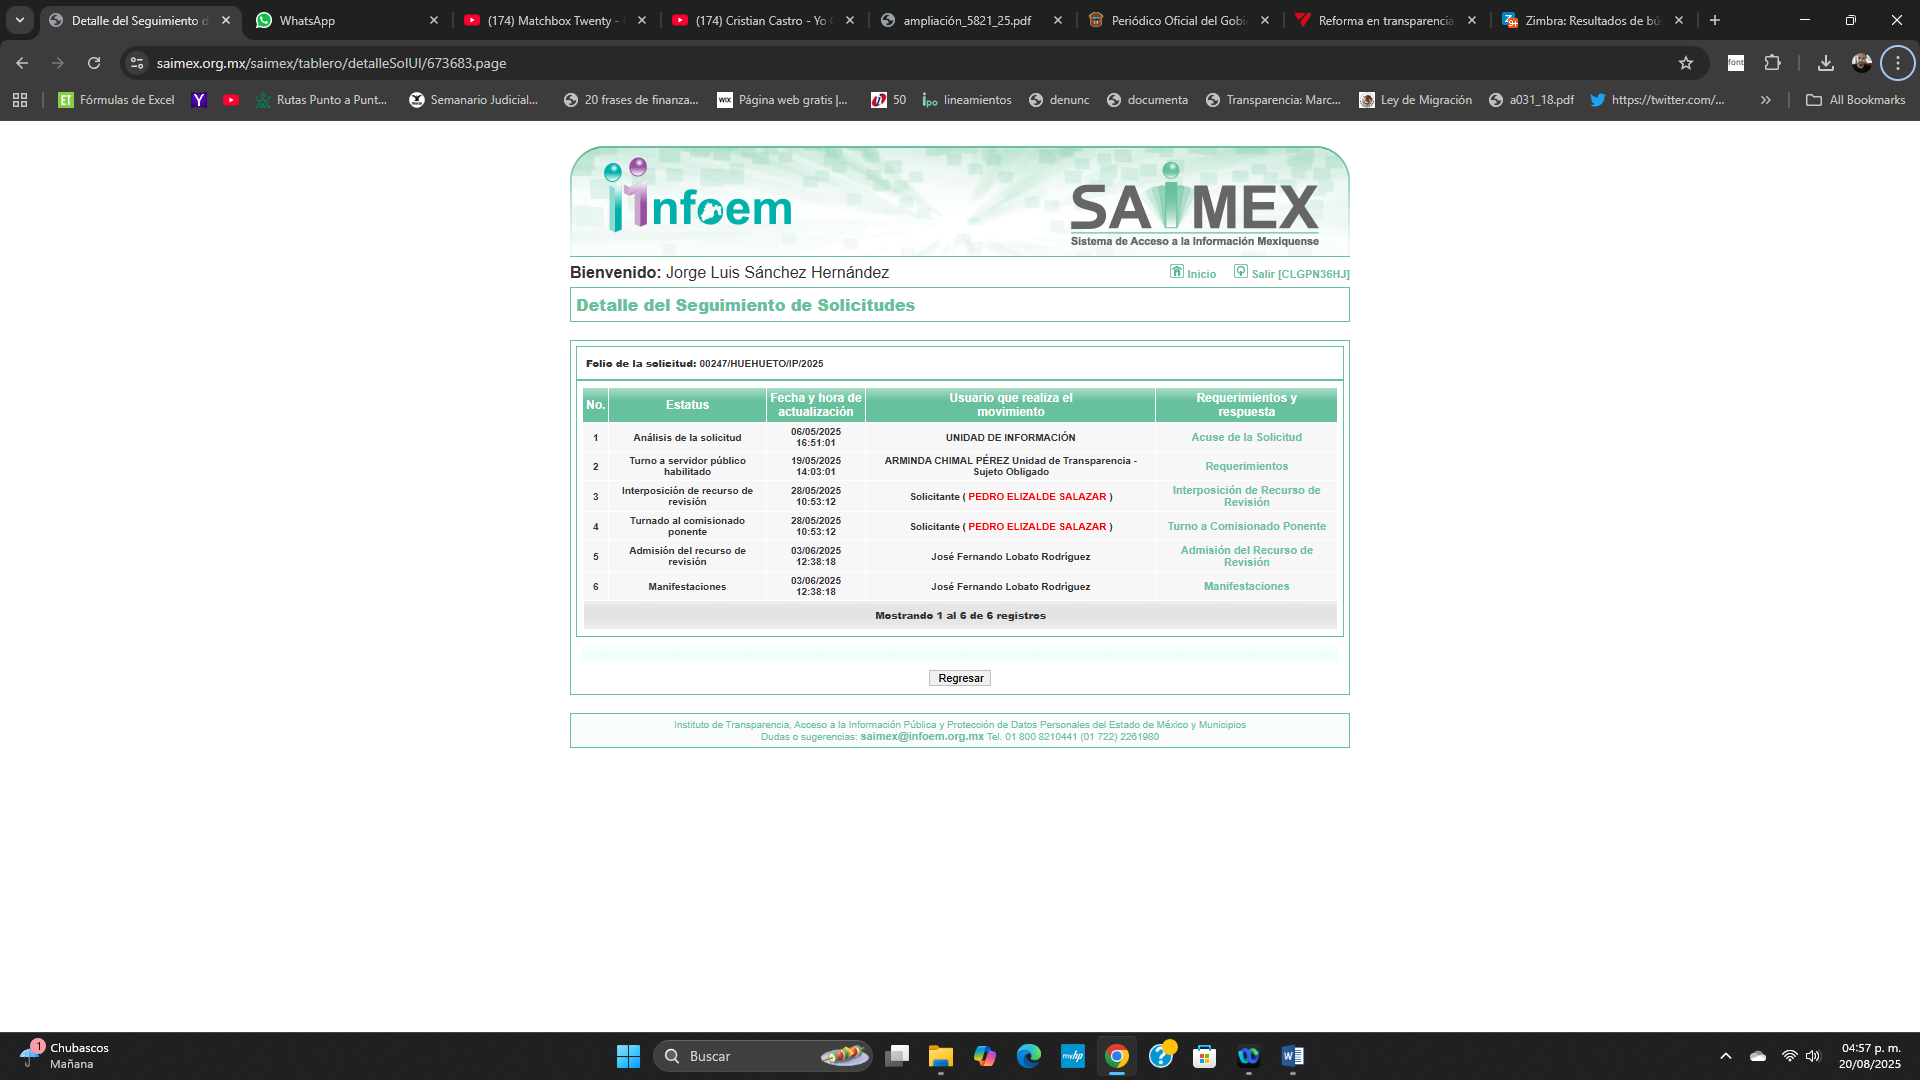 Detalle del Seguimiento d
WhatsApp
(174) Matchbox Twenty -
(174) Cristian Castro - Yo
ampliación_5821_25.pdf
Periódico Oficial del Gobi
Reforma en transparencia
Zimbra: Resultados de bú
saimex.org.mx/saimex/tablero/detalleSolUI/673683.page
font
ET Fórmulas de Excel
Rutas Punto a Punt...
Semanario Judicial...
20 frases de finanza...
WIX Página web gratis |...
50
ipo lineamientos
denunc
documenta
Transparencia: Marc...
Ley de Migración
a031_18.pdf
https://twitter.com/...
All Bookmarks
infoem
SAIMEX
Sistema de Acceso a la Información Mexiquense
Bienvenido: Jorge Luis Sánchez Hernández
Inicio
Salir [CLGPN36HJ]
Detalle del Seguimiento de Solicitudes
Folio de la solicitud: 00247/HUEHUETO/IP/2025
No. Estatus Fecha y hora de actualización Usuario que realiza el movimiento Requerimientos y respuesta
1 Análisis de la solicitud 06/05/2025 16:51:01 UNIDAD DE INFORMACIÓN Acuse de la Solicitud
2 Turno a servidor público habilitado 19/05/2025 14:03:01 ARMINDA CHIMAL PÉREZ Unidad de Transparencia - Sujeto Obligado Requerimientos
3 Interposición de recurso de revisión 28/05/2025 10:53:12 Solicitante ( PEDRO ELIZALDE SALAZAR ) Interposición de Recurso de Revisión
4 Turnado al comisionado ponente 28/05/2025 10:53:12 Solicitante ( PEDRO ELIZALDE SALAZAR ) Turno a Comisionado Ponente
5 Admisión del recurso de revisión 03/06/2025 12:38:18 José Fernando Lobato Rodríguez Admisión del Recurso de Revisión
6 Manifestaciones 03/06/2025 12:38:18 José Fernando Lobato Rodríguez Manifestaciones
Mostrando 1 al 6 de 6 registros
Regresar
Instituto de Transparencia, Acceso a la Información Pública y Protección de Datos Personales del Estado de México y Municipios
Dudas o sugerencias: saimex@infoem.org.mx Tel. 01 800 8210441 (01 722) 2261980
1
Chubascos
Mañana
Buscar
myhp
04:57 p. m.
20/08/2025